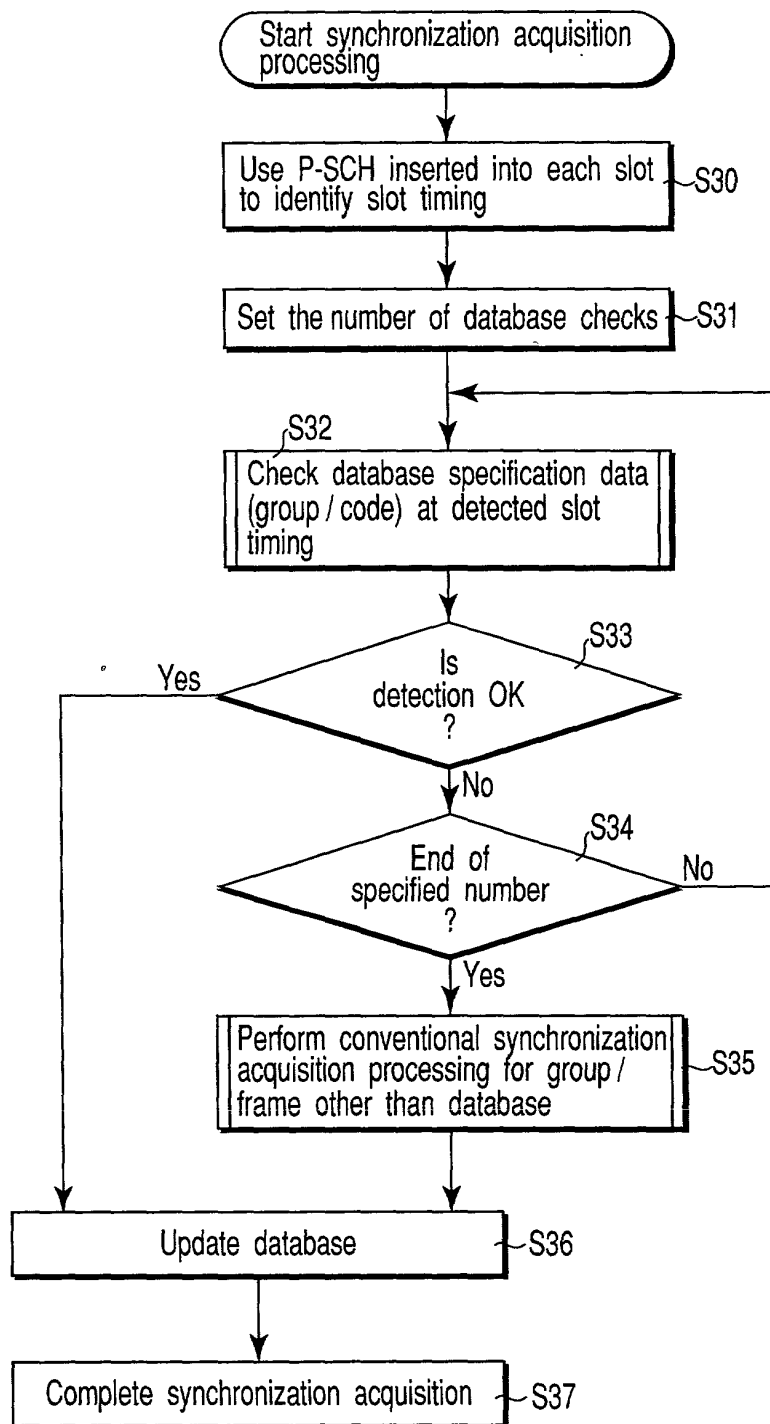 Start synchronization acquisition
processing
Use P-SCH inserted into each slot
to identify slot timing
S30
Set the number of database checks
S31
S32
Check database specification data
(group / code) at detected slot
timing
S33
Is
detection OK
?
Yes
No
S34
End of
specified number
?
No
Yes
Perform conventional synchronization
acquisition processing for group /
frame other than database
S35
Update database
S36
Complete synchronization acquisition
S37